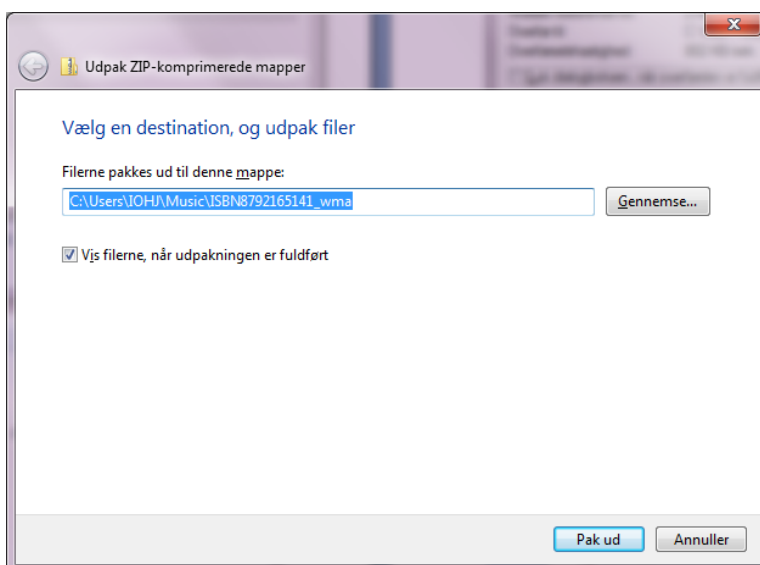 Udpak ZIP-komprimerede mapper
Vælg en destination, og udpak filer
Filerne pakkes ud til denne mappe:
C:\Users\IOHJ\Music\ISBN8792165141_wma
Gennemse...
Vis filerne, når udpakningen er fuldført
Pak ud
Annuller